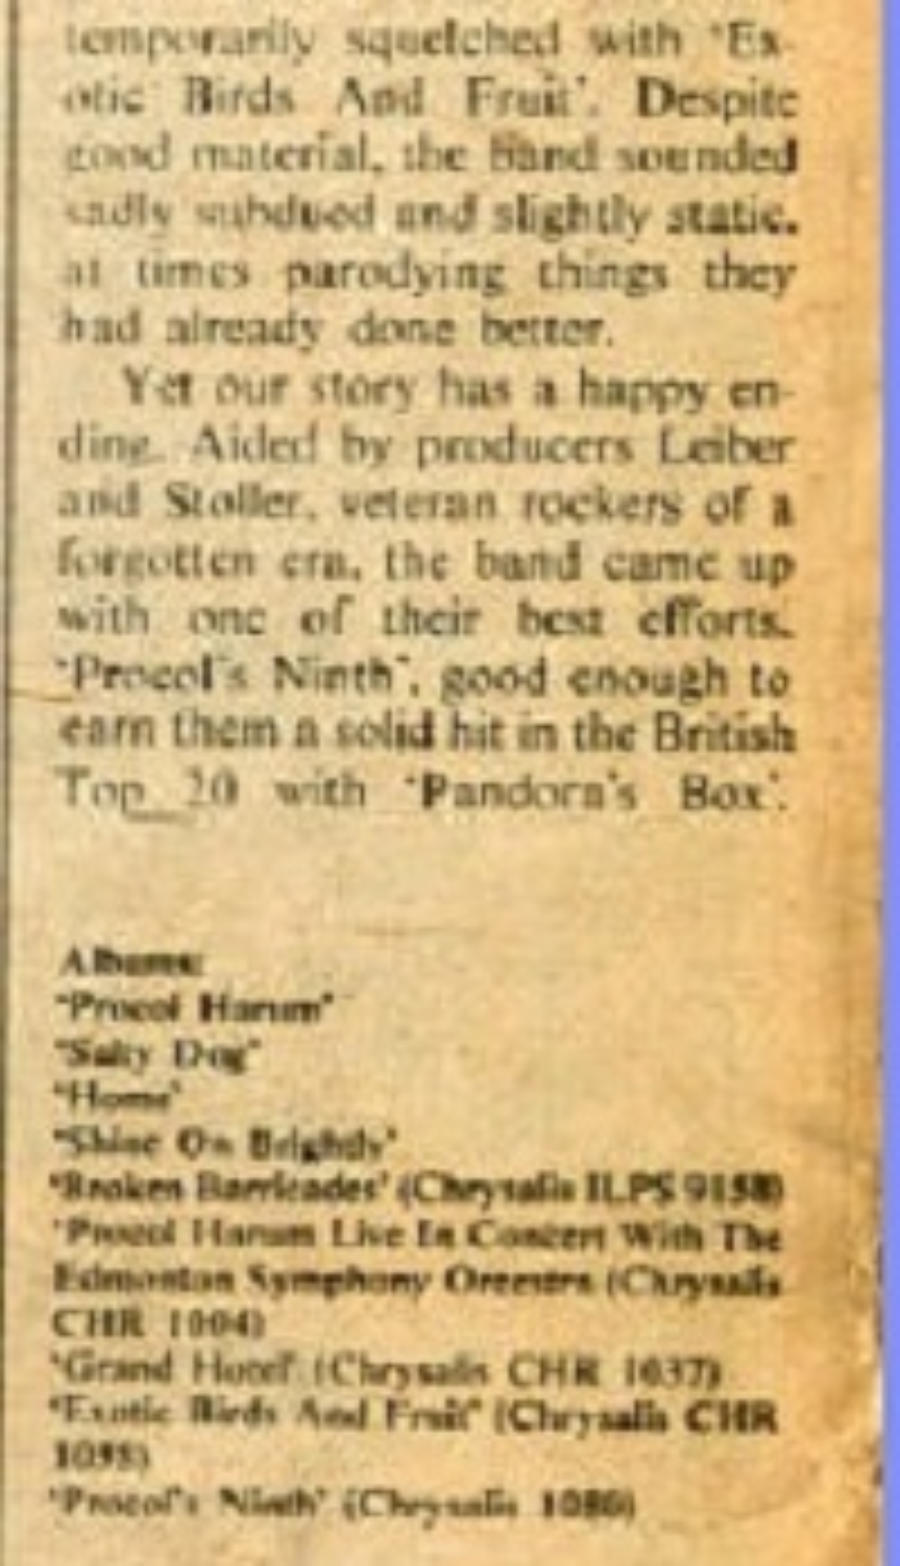 temporarily squelched with 'Ex-
otic Birds And Fruit'. Despite
good material, the band sounded
sadly subdued and slightly static,
at times parodying things they
had already done better.
Yet our story has a happy en-
ding. Aided by producers Leiber
and Stoller, veteran rockers of a
forgotten era, the band came up
with one of their best efforts,
'Procol's Ninth', good enough to
earn them a solid hit in the British
Top 20 with 'Pandora's Box'.
Albums:
'Procol Harum'
'Salty Dog'
'Home'
'Shine On Brightly'
'Broken Barricades' (Chrysalis ILPS 9158)
'Procol Harum Live In Concert With The
Edmonton Symphony (Chrysalis
CHR 1004)
'Grand Hotel' (Chrysalis CHR 1037)
'Exotic Birds And Fruit' (Chrysalis CHR
'Procol's Ninth' (Chrysalis 1080)